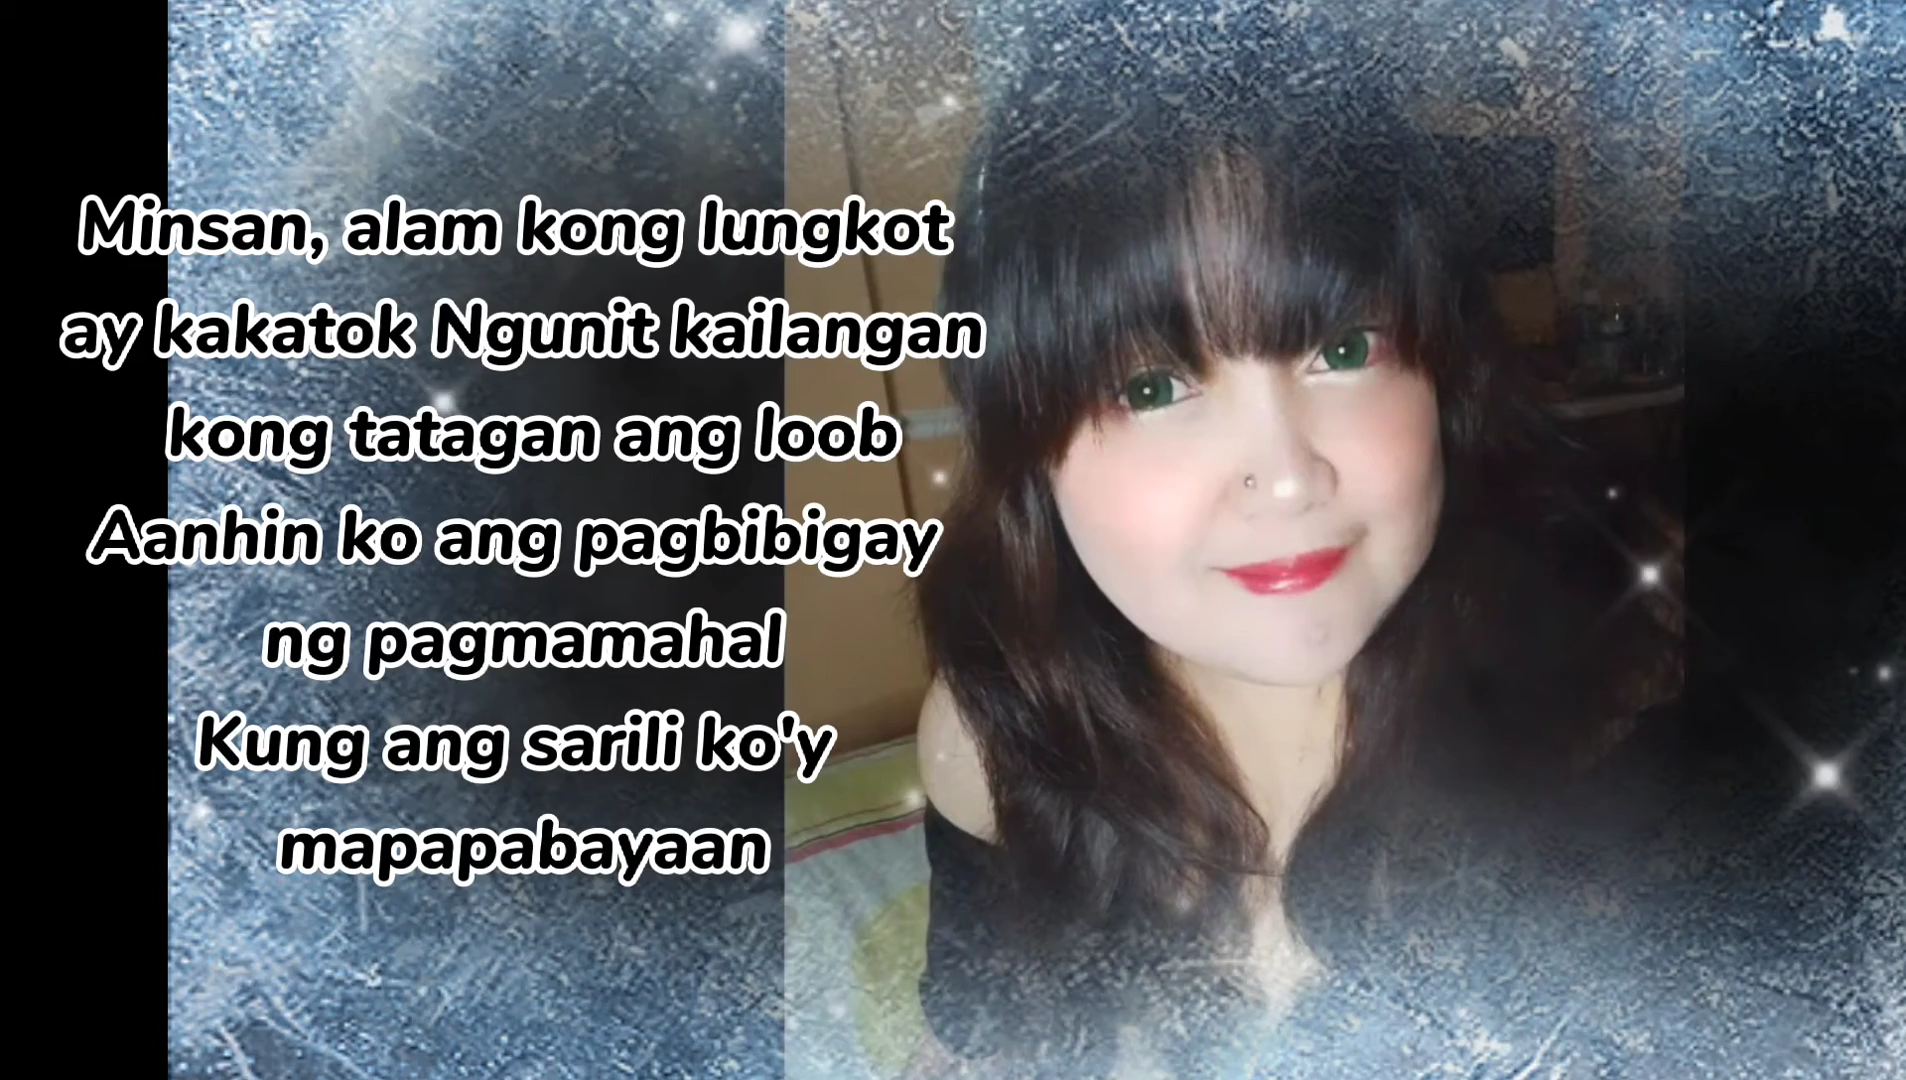 Minsan, alam kong lungkot
ay kakatok Ngunit kailangan
kong tatagan ang loob
Aanhin ko ang pagbibigay
ng pagmamahal
Kung ang sarili ko'y
mapapabayaan